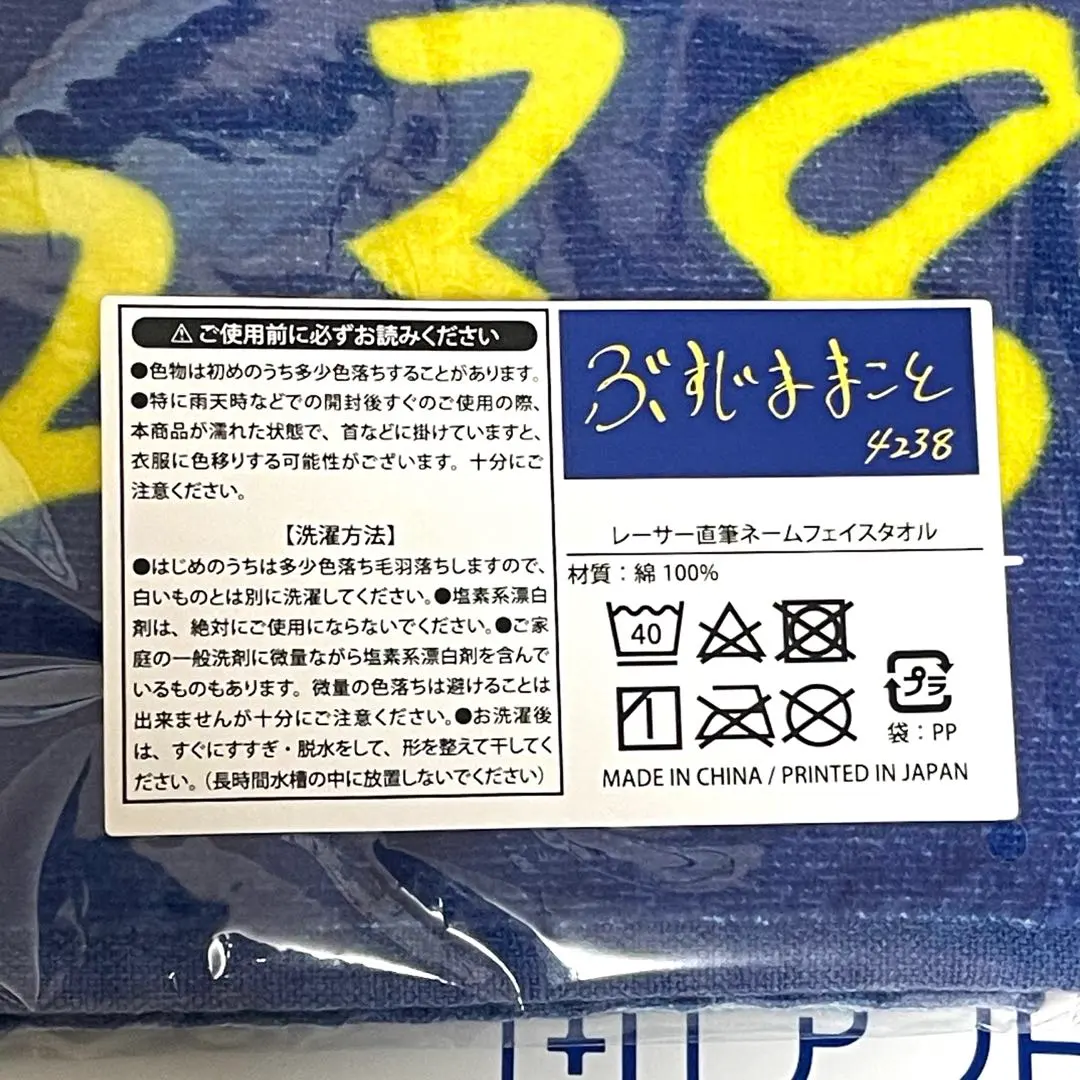 238
⚠ご使用前に必ずお読みください
●色物は初めのうち多少色落ちすることがあります。
●特に雨天時などでの開封後すぐのご使用の際、
本商品が濡れた状態で、首などに掛けていますと、
衣服に色移りする可能性がございます。十分にご
注意ください。
【洗濯方法】
●はじめのうちは多少色落ち毛羽落ちしますので、
白いものとは別に洗濯してください。●塩素系漂白
剤は、絶対にご使用にならないでください。●ご家
庭の一般洗剤に微量ながら塩素系漂白剤を含んで
いるものもあります。微量の色落ちは避けることは
出来ませんが十分にご注意ください。●お洗濯後
は、すぐにすすぎ・脱水をして、形を整えて干してく
ださい。（長時間水槽の中に放置しないでください）
ぶすじままこと
4238
レーサー直筆ネームフェイスタオル
材質：綿 100%
40
プラ
袋：PP
MADE IN CHINA / PRINTED IN JAPAN